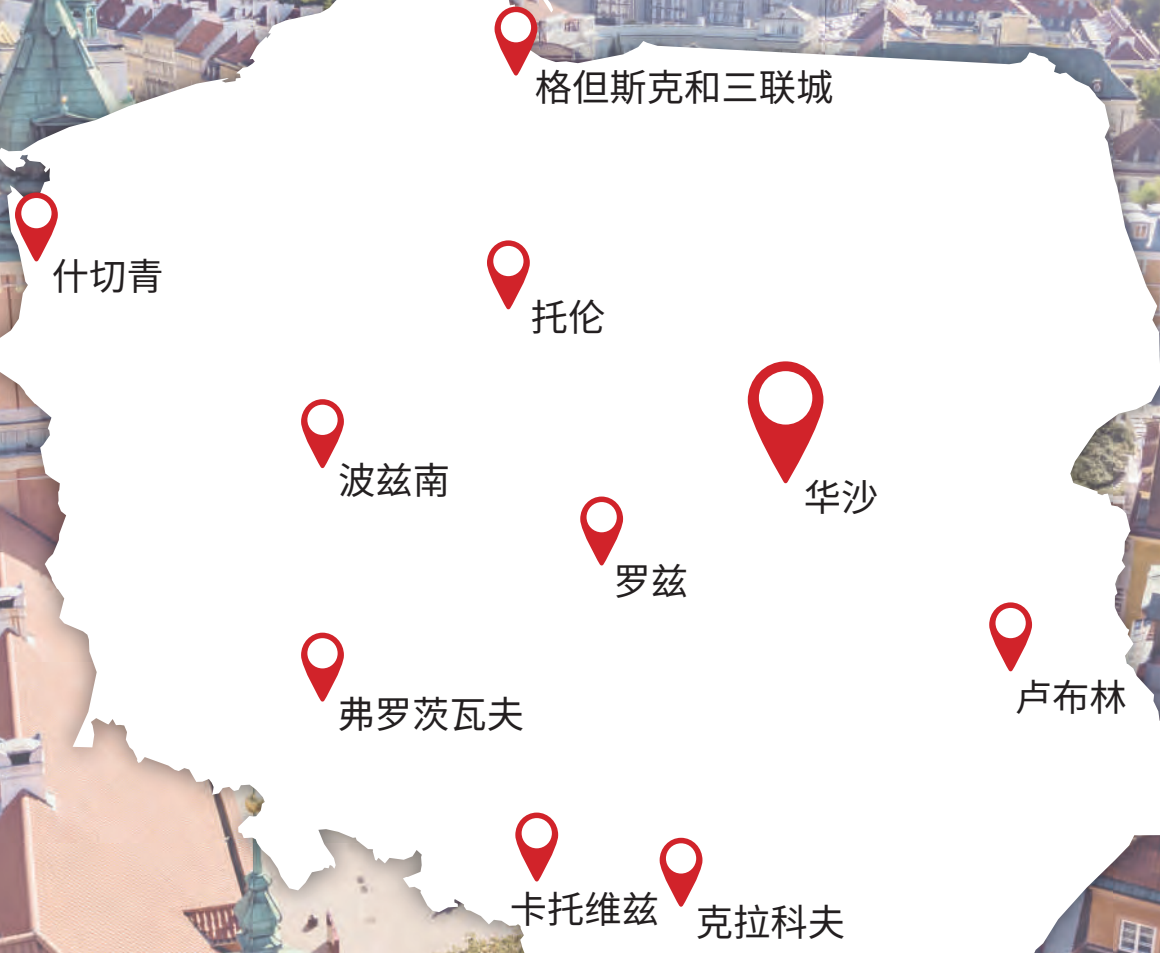 格但斯克和三联城
什切青
托伦
波兹南
华沙
罗兹
卢布林
弗罗茨瓦夫
卡托维兹
克拉科夫